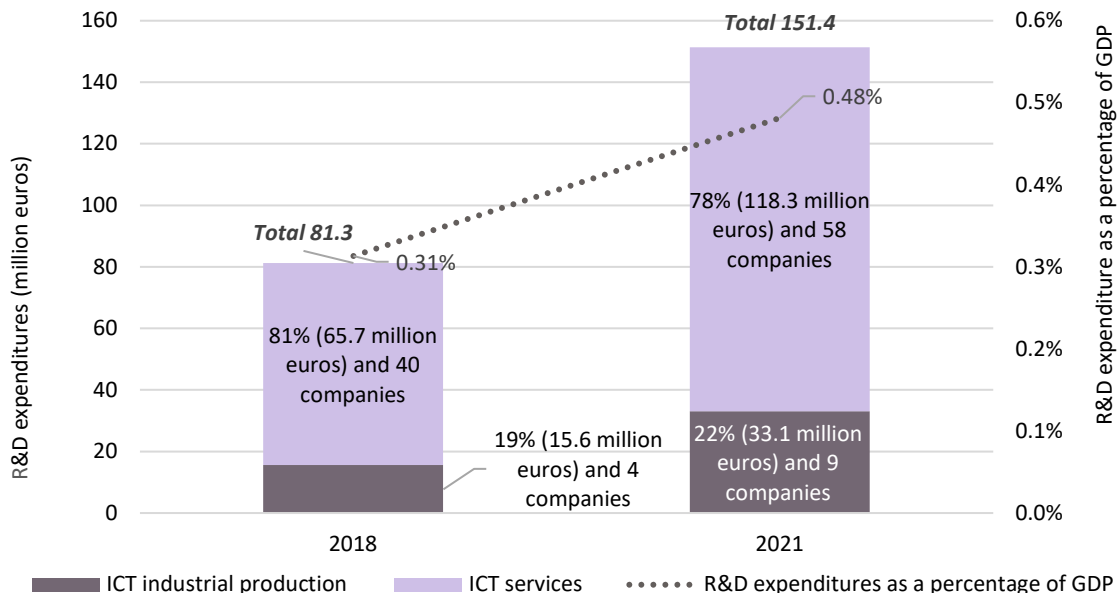 R&D expenditures (million euros)
160
140
120
100
80
60
40
20
0
Total 81.3
0.31%
81% (65.7 million
euros) and 40
companies
19% (15.6 million
euros) and 4
companies
Total 151.4
0.48%
78% (118.3 million
euros) and 58
companies
22% (33.1 million
euros) and 9
companies
0.6%
0.5%
0.4%
0.3%
0.2%
0.1%
0.0%
R&D expenditure as a percentage of GDP
2018
2021
ICT industrial production
ICT services
R&D expenditures as a percentage of GDP